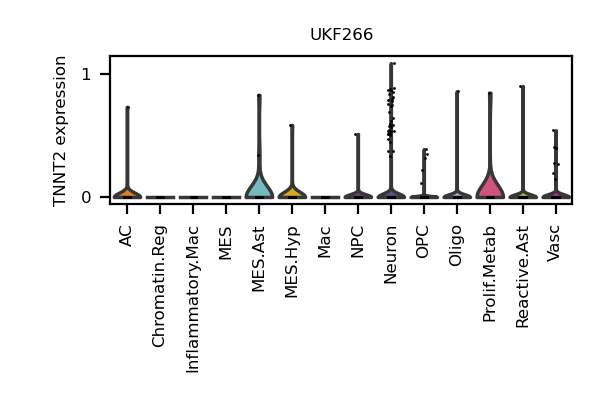 UKF266
TNNT2 expression
1
0
AC
Chromatin.Reg
Inflammatory.Mac
MES
MES.Ast
MES.Hyp
Mac
NPC
Neuron
OPC
Oligo
Prolif.Metab
Reactive.Ast
Vasc